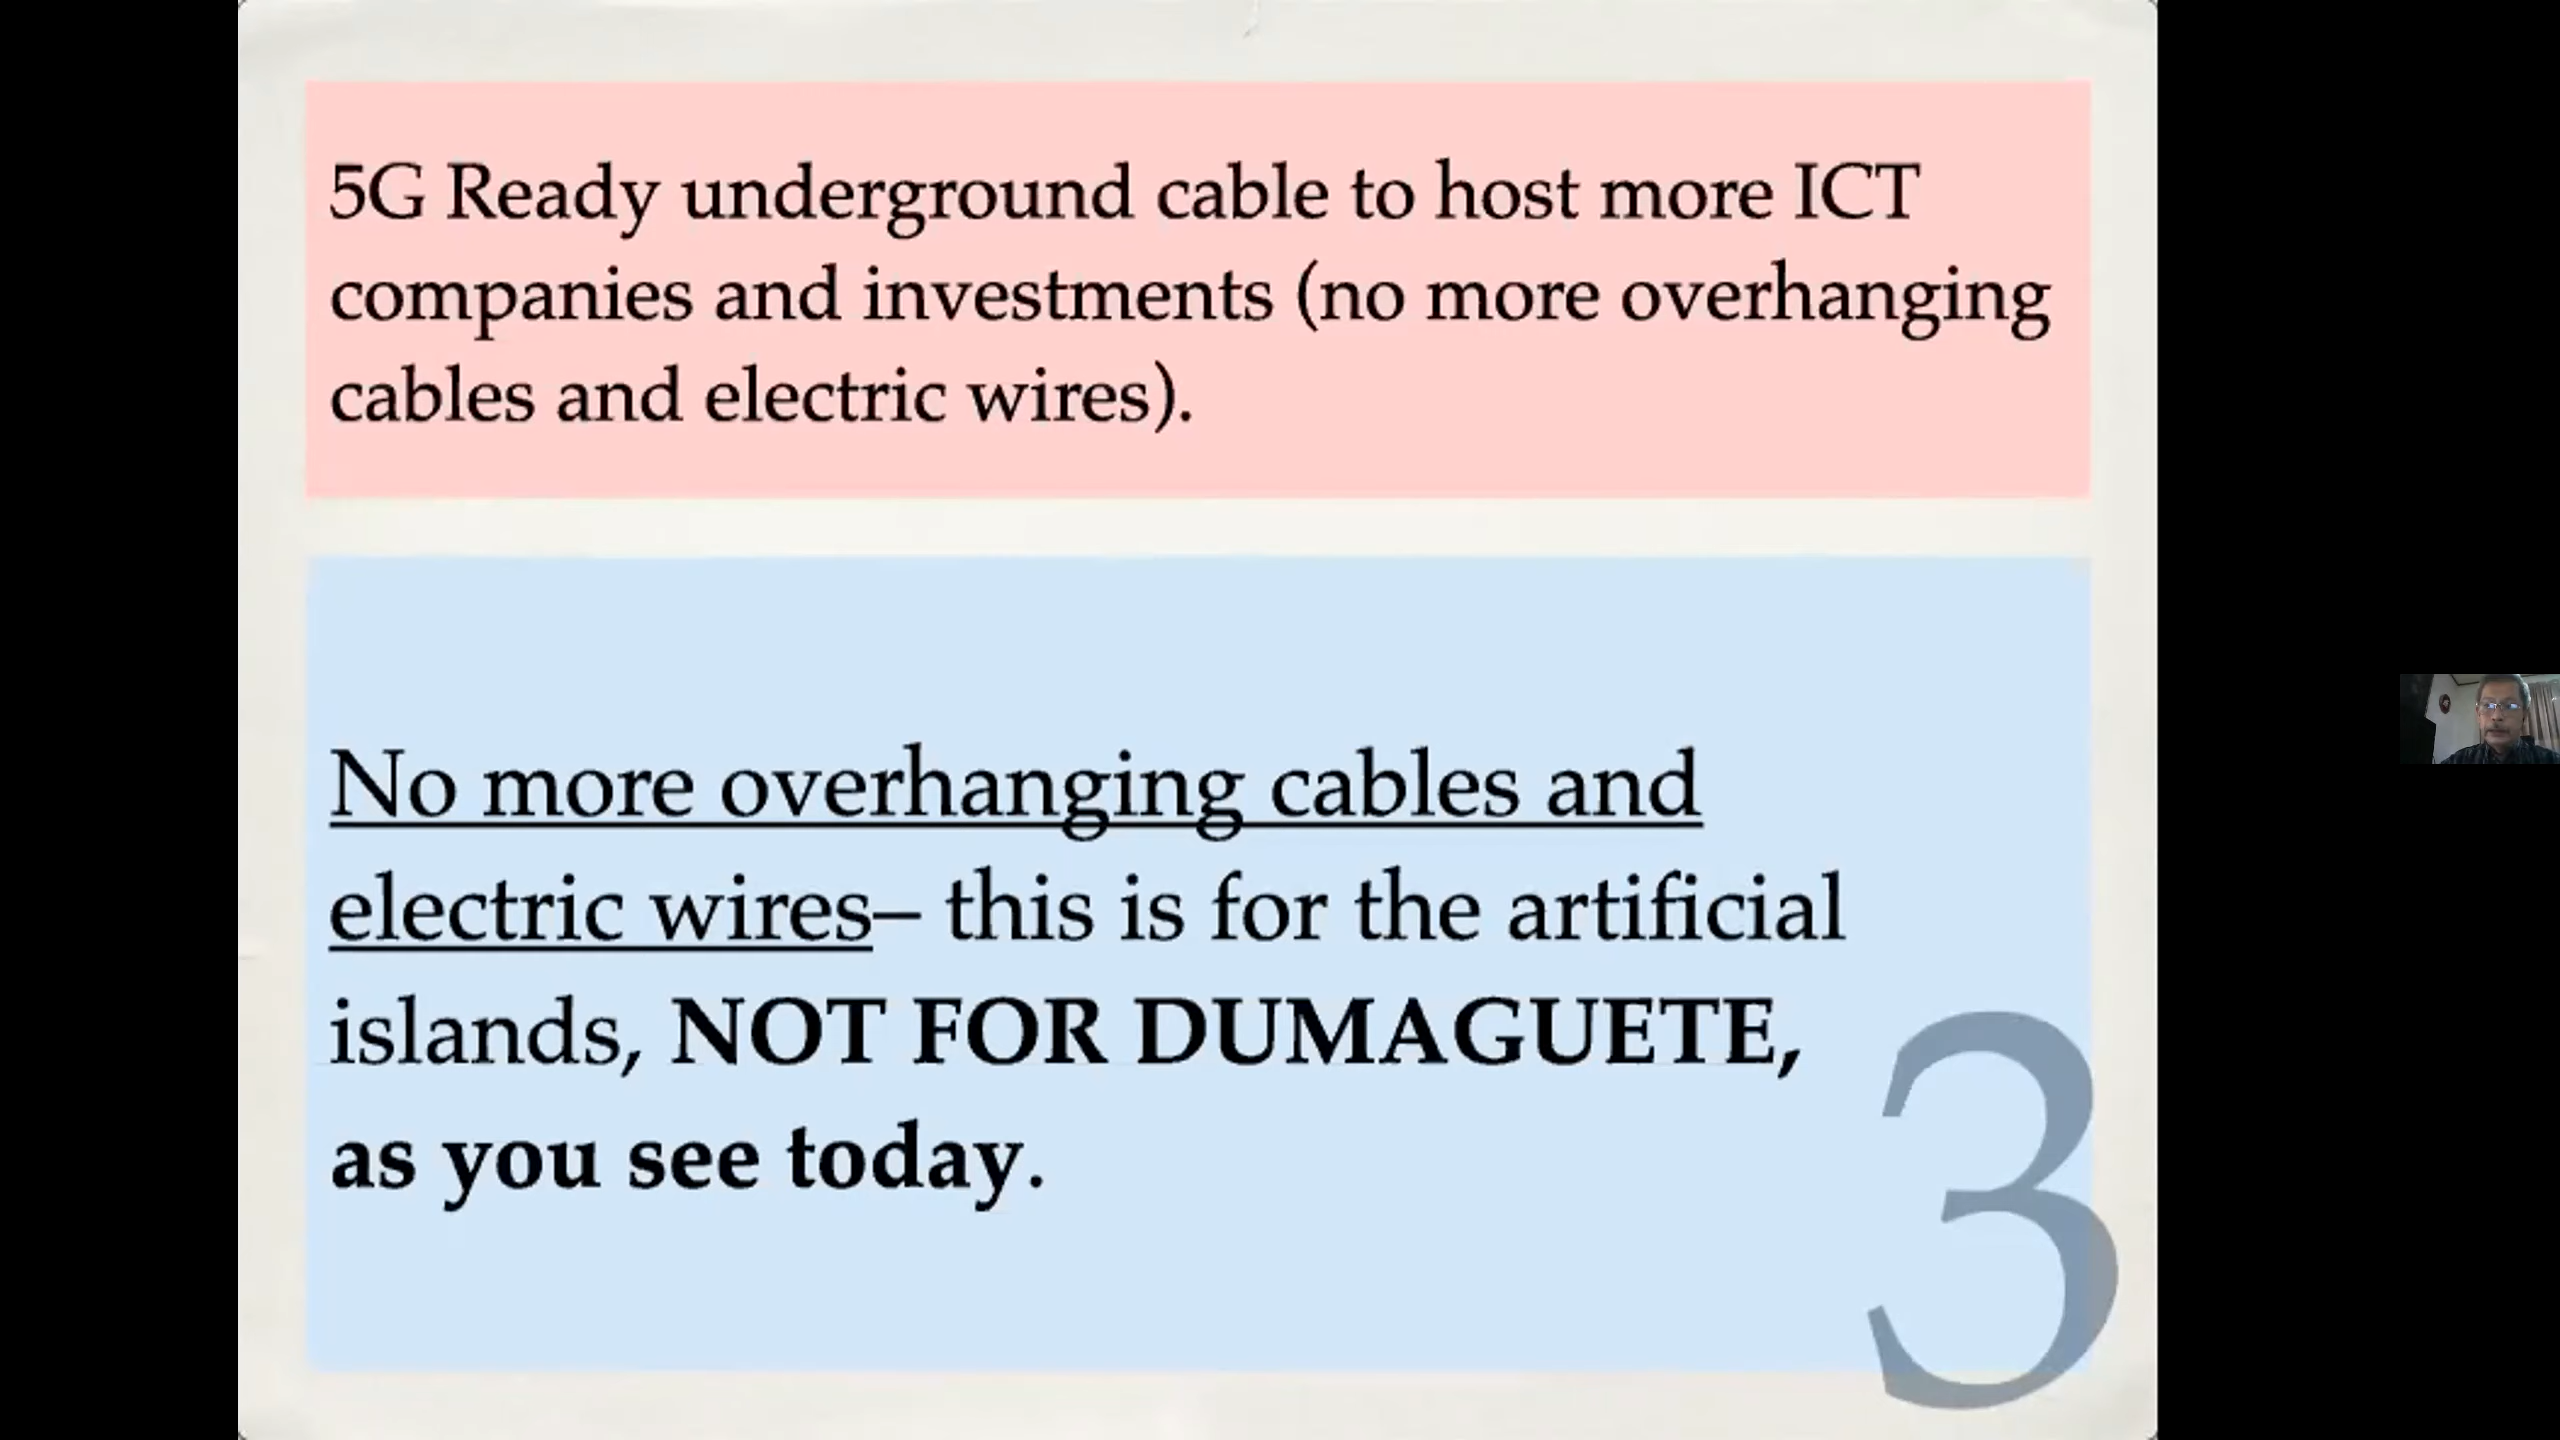 5G Ready underground cable to host more ICT
companies and investments (no more overhanging
cables and electric wires).
No more overhanging cables and
electric wires– this is for the artificial
islands, NOT FOR DUMAGUETE,
as you see today.
3